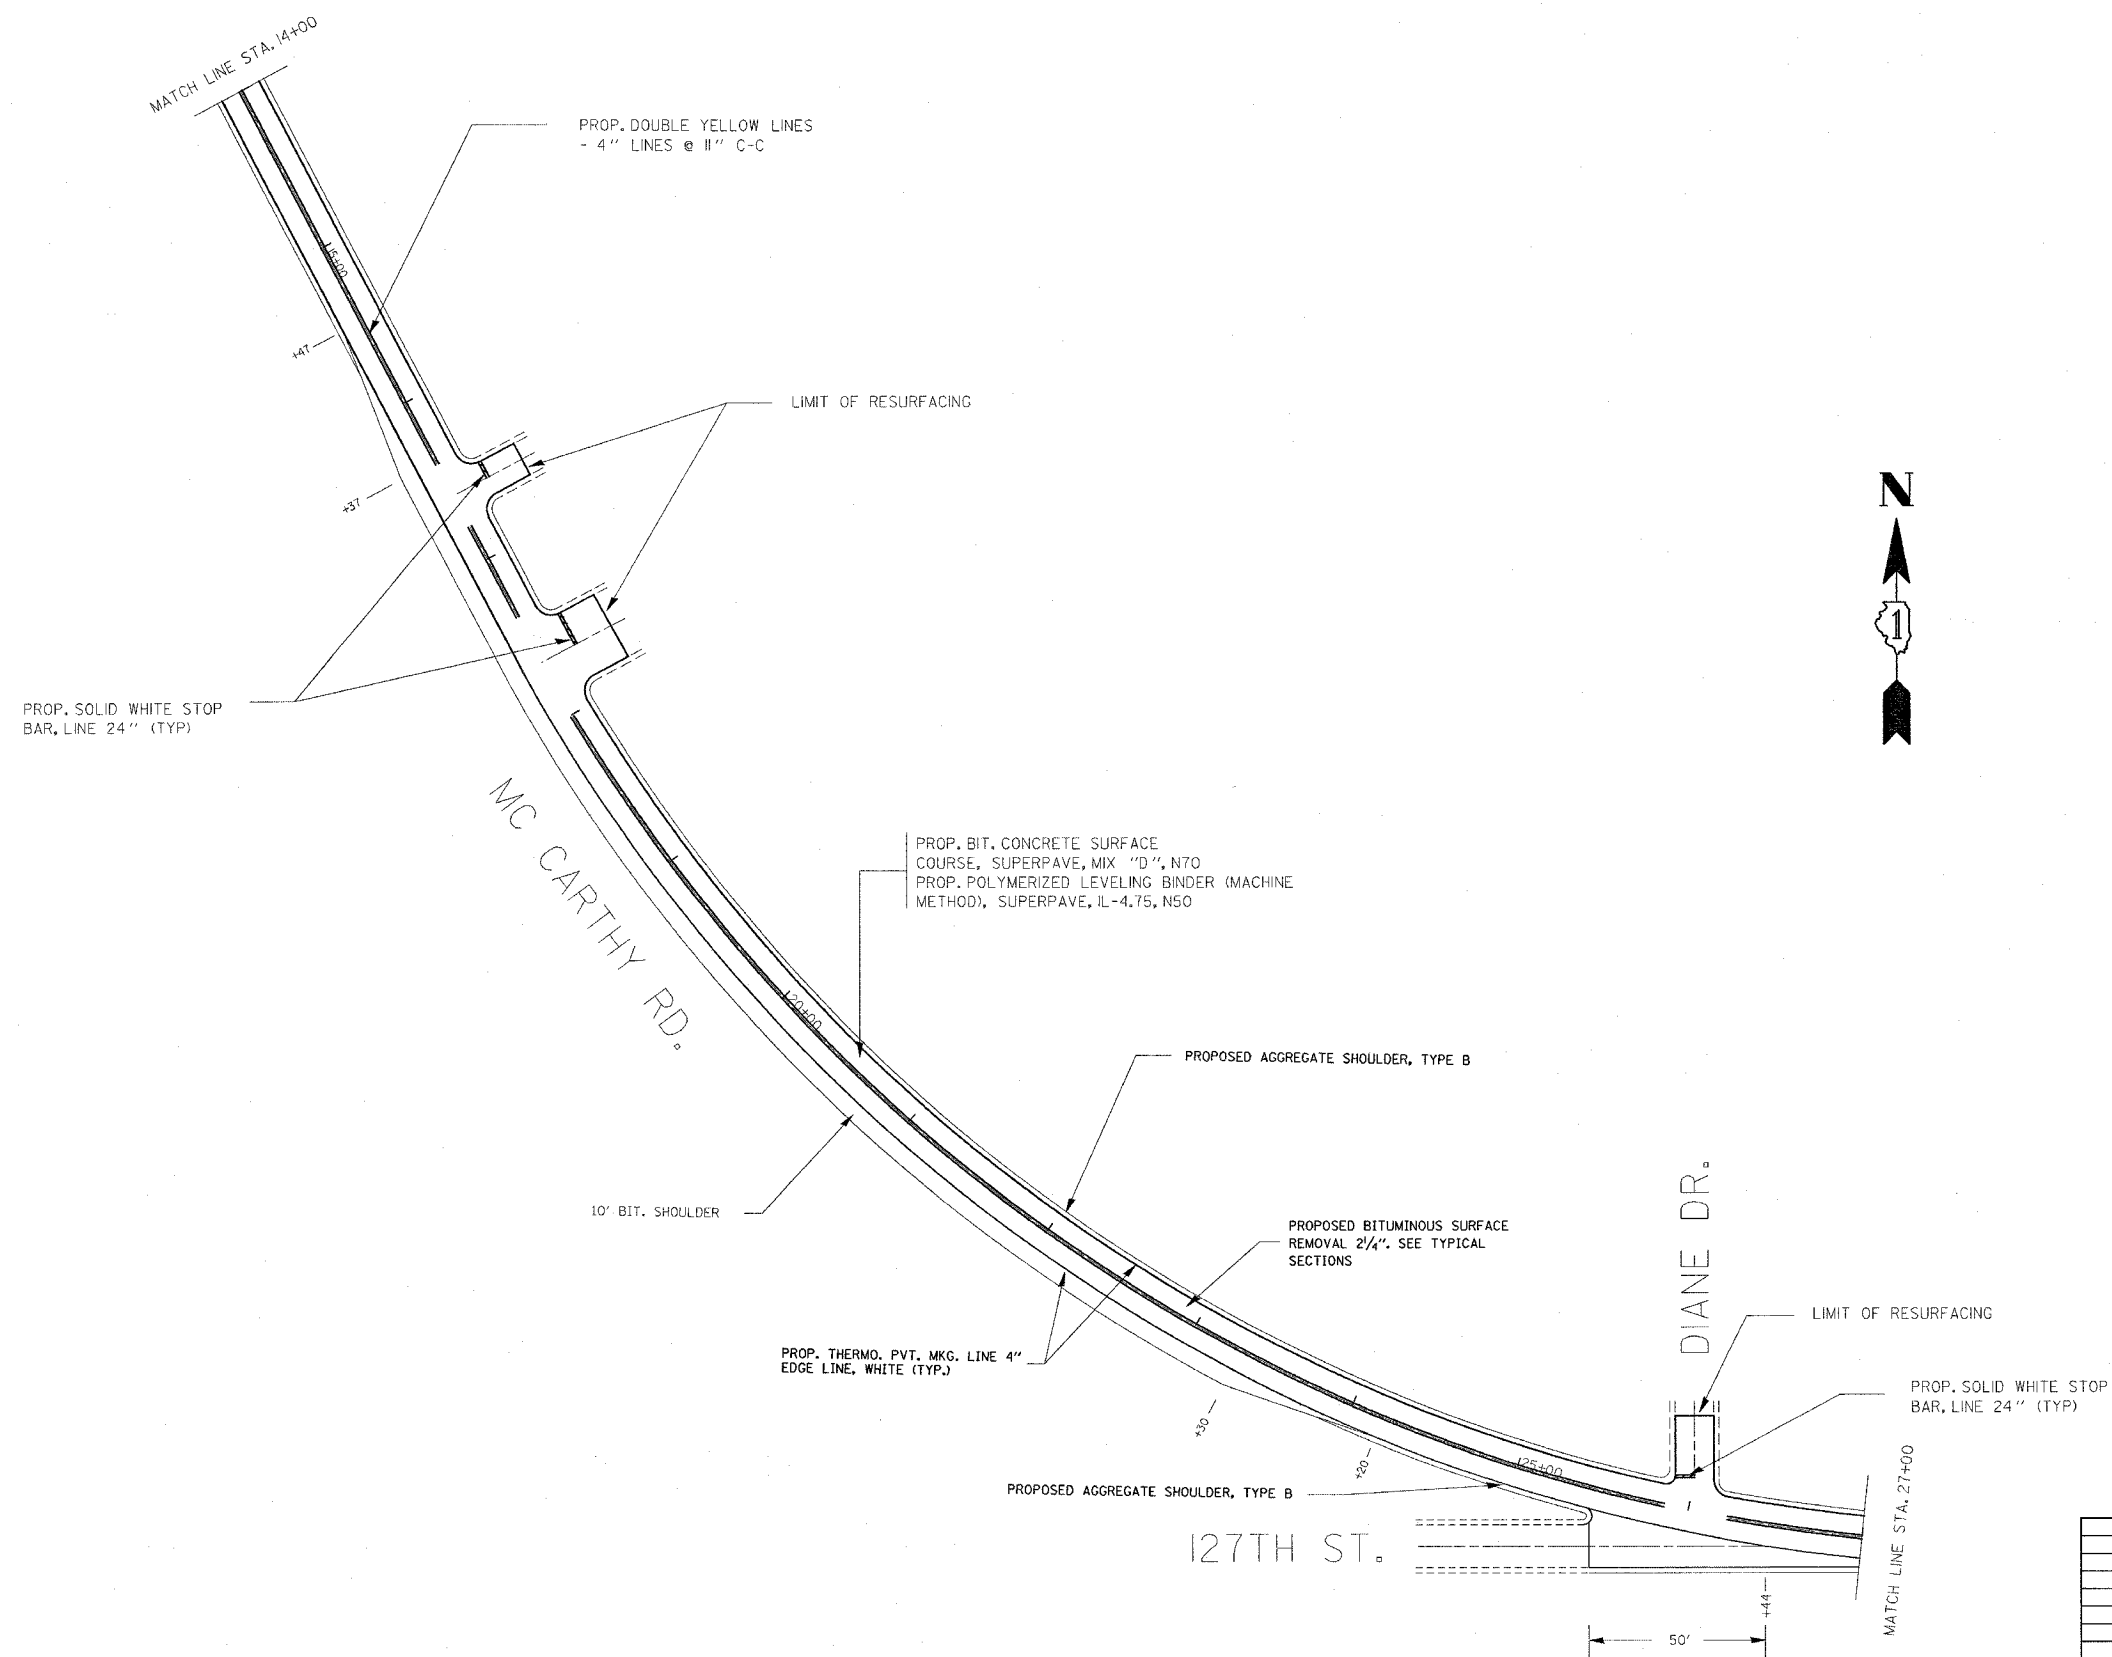 MATCH LINE STA. 14+00
PROP. DOUBLE YELLOW LINES
- 4" LINES @ 11" C-C
115+00
+47
LIMIT OF RESURFACING
+37
N
1
PROP. SOLID WHITE STOP
BAR, LINE 24" (TYP)
MC CARTHY RD.
PROP. BIT. CONCRETE SURFACE
COURSE, SUPERPAVE, MIX "D", N70
PROP. POLYMERIZED LEVELING BINDER (MACHINE
METHOD), SUPERPAVE, IL-4.75, N50
120+00
PROPOSED AGGREGATE SHOULDER, TYPE B
10' BIT. SHOULDER
PROPOSED BITUMINOUS SURFACE
REMOVAL 2 1/4". SEE TYPICAL
SECTIONS
DIANE DR.
LIMIT OF RESURFACING
PROP. THERMO. PVT. MKG. LINE 4"
EDGE LINE, WHITE (TYP.)
PROP. SOLID WHITE STOP
BAR, LINE 24" (TYP)
+30
+20
125+00
PROPOSED AGGREGATE SHOULDER, TYPE B
127TH ST.
MATCH LINE STA. 27+00
+44
50'